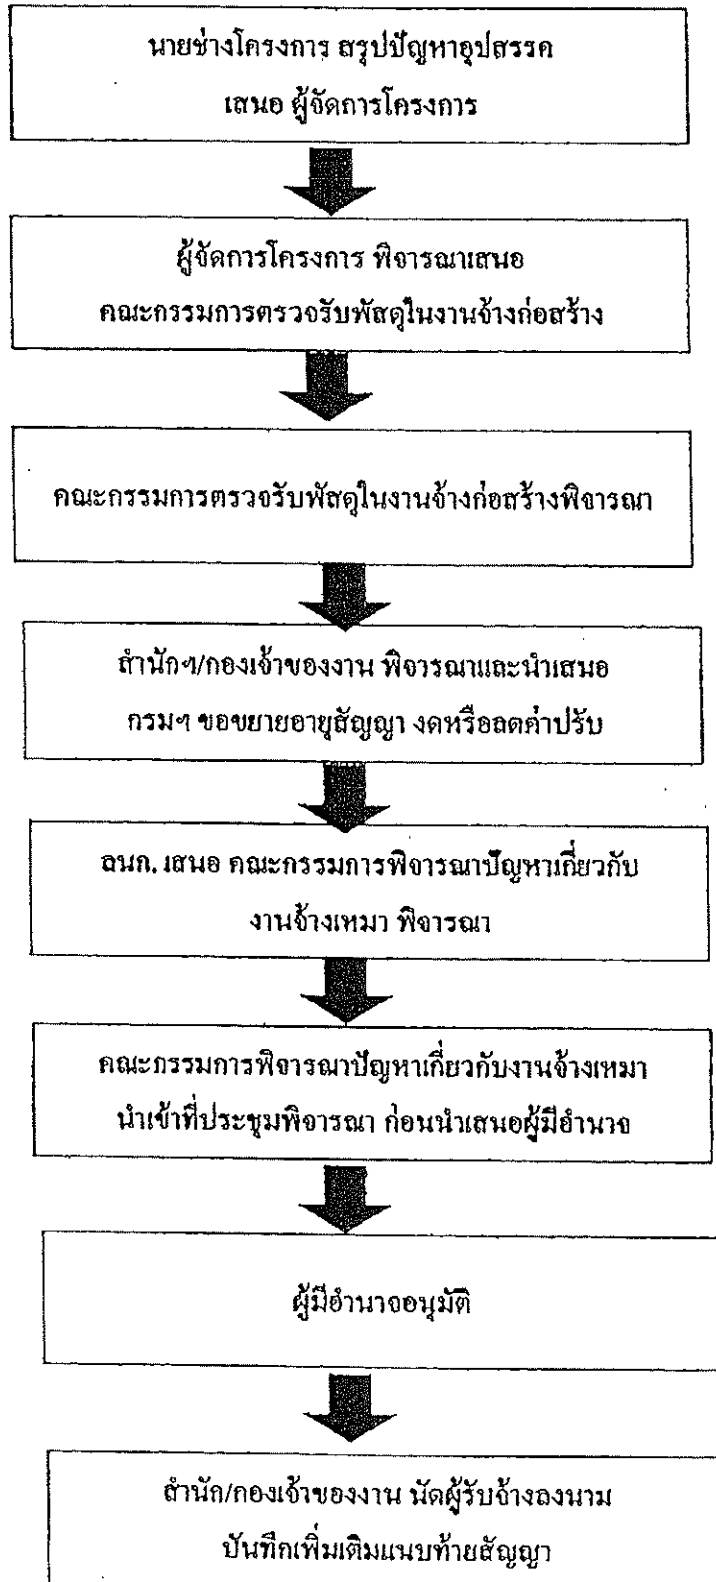 นายช่างโครงการ สรุปปัญหาอุปสรรค
เสนอ ผู้จัดการโครงการ
ผู้จัดการโครงการ พิจารณาเสนอ
คณะกรรมการตรวจรับพัสดุในงานจ้างก่อสร้าง
คณะกรรมการตรวจรับพัสดุในงานจ้างก่อสร้างพิจารณา
สำนักฯ/กองเจ้าของงาน พิจารณาและนำเสนอ
กรมฯ ขอขยายอายุสัญญา งดหรือลดค่าปรับ
ลนก. เสนอ คณะกรรมการพิจารณาปัญหาเกี่ยวกับ
งานจ้างเหมา พิจารณา
คณะกรรมการพิจารณาปัญหาเกี่ยวกับงานจ้างเหมา
นำเข้าที่ประชุมพิจารณา ก่อนนำเสนอผู้มีอำนาจ
ผู้มีอำนาจอนุมัติ
สำนัก/กองเจ้าของงาน นัดผู้รับจ้างลงนาม
บันทึกเพิ่มเติมแนบท้ายสัญญา